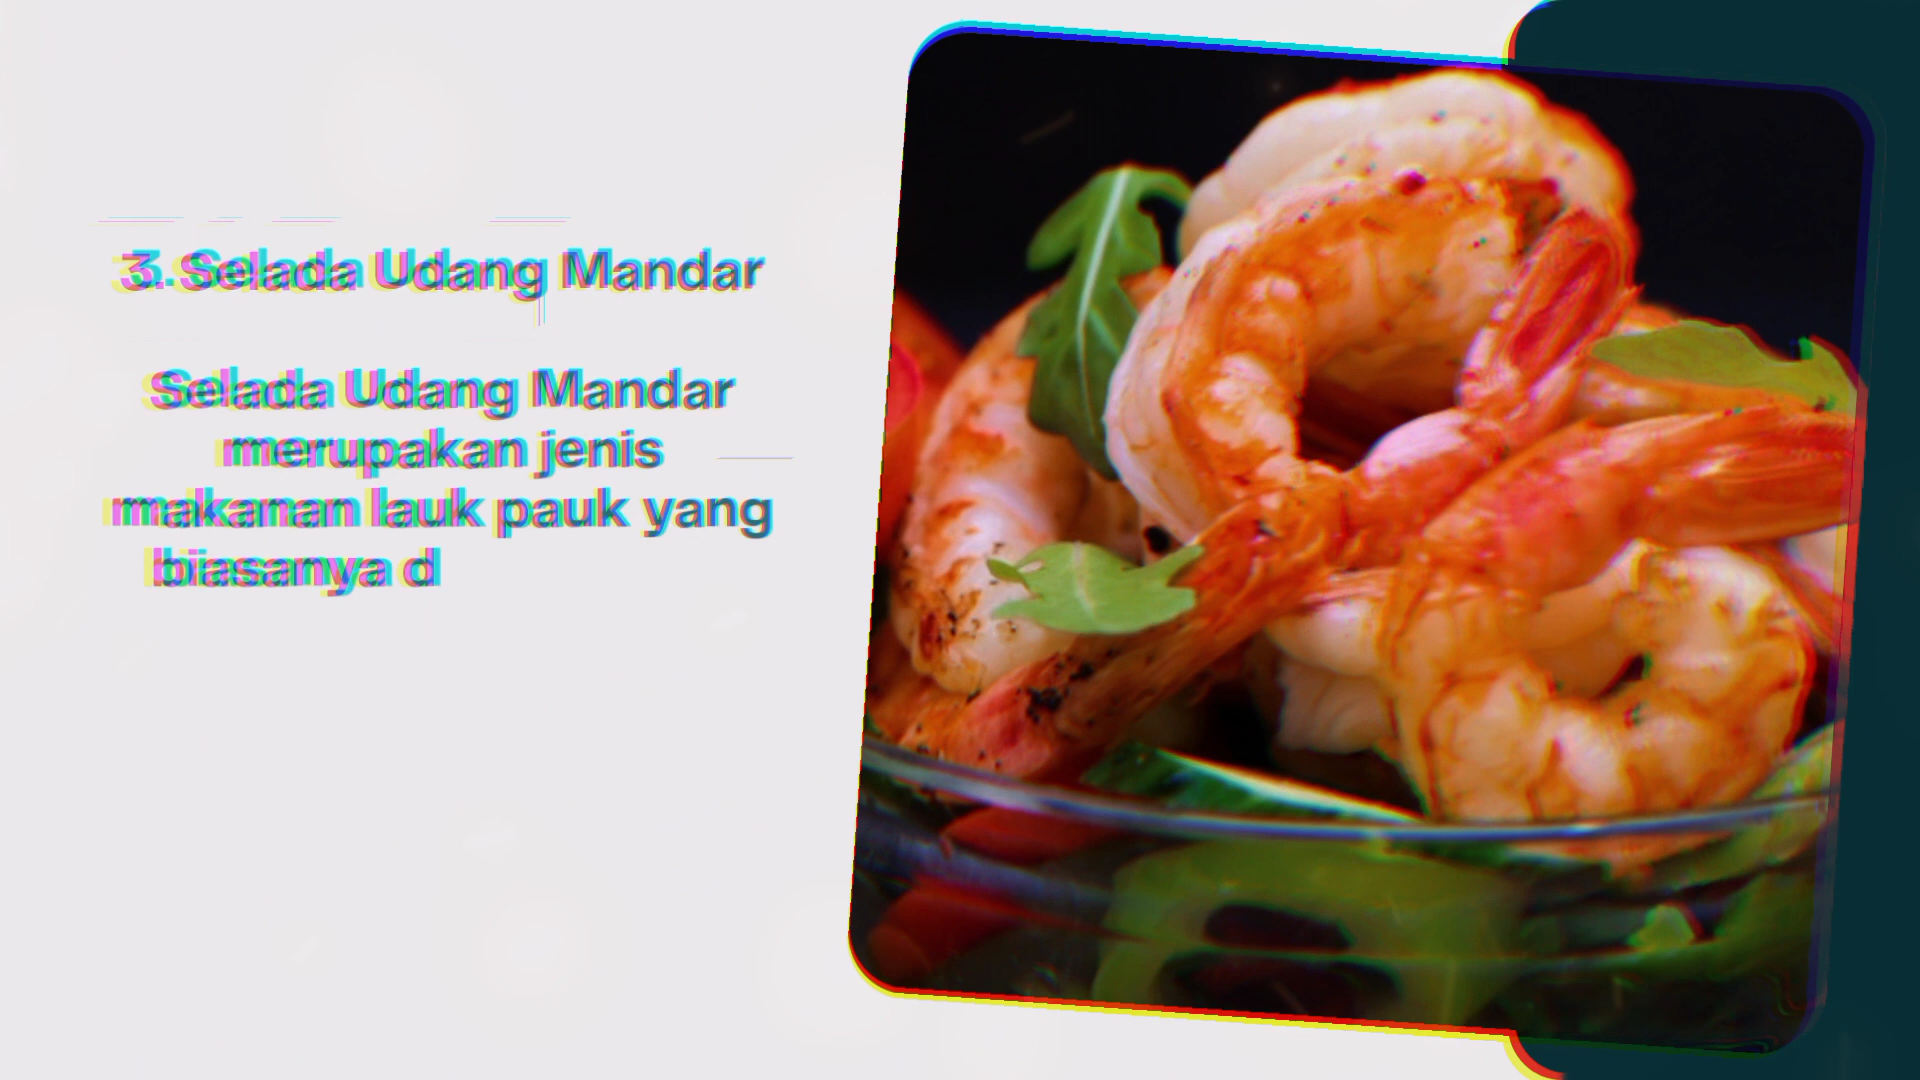 3. Selada Udang Mandar
Selada Udang Mandar
merupakan jenis
makanan lauk pauk yang
biasanya d